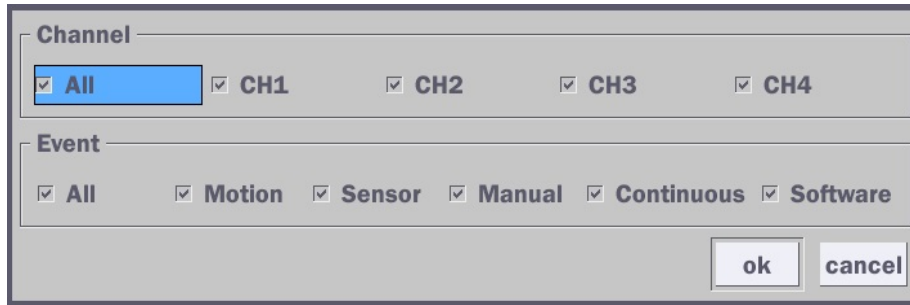 Channel
All CH1 CH2 CH3 CH4
Event
All Motion Sensor Manual Continuous Software
ok cancel